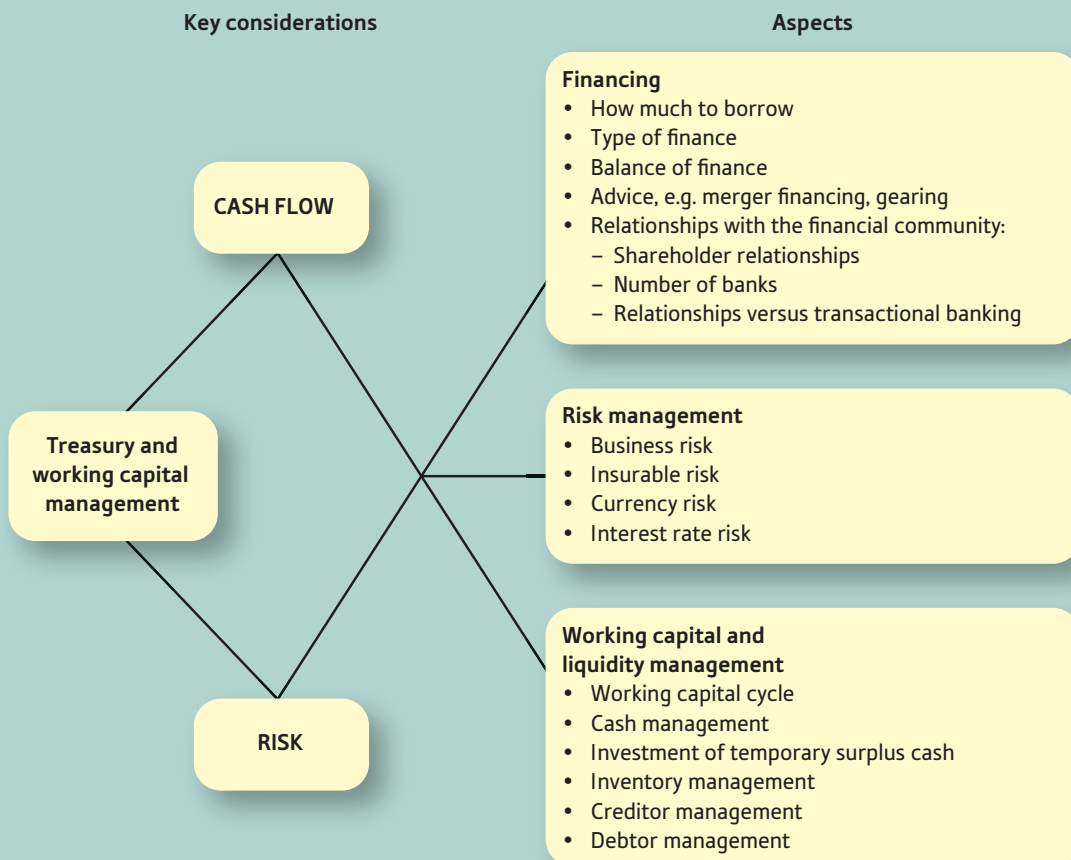 Key considerations
Aspects
CASH FLOW
Treasury and
working capital
management
RISK
Financing
• How much to borrow
• Type of finance
• Balance of finance
• Advice, e.g. merger financing, gearing
• Relationships with the financial community:
– Shareholder relationships
– Number of banks
– Relationships versus transactional banking
Risk management
• Business risk
• Insurable risk
• Currency risk
• Interest rate risk
Working capital and
liquidity management
• Working capital cycle
• Cash management
• Investment of temporary surplus cash
• Inventory management
• Creditor management
• Debtor management